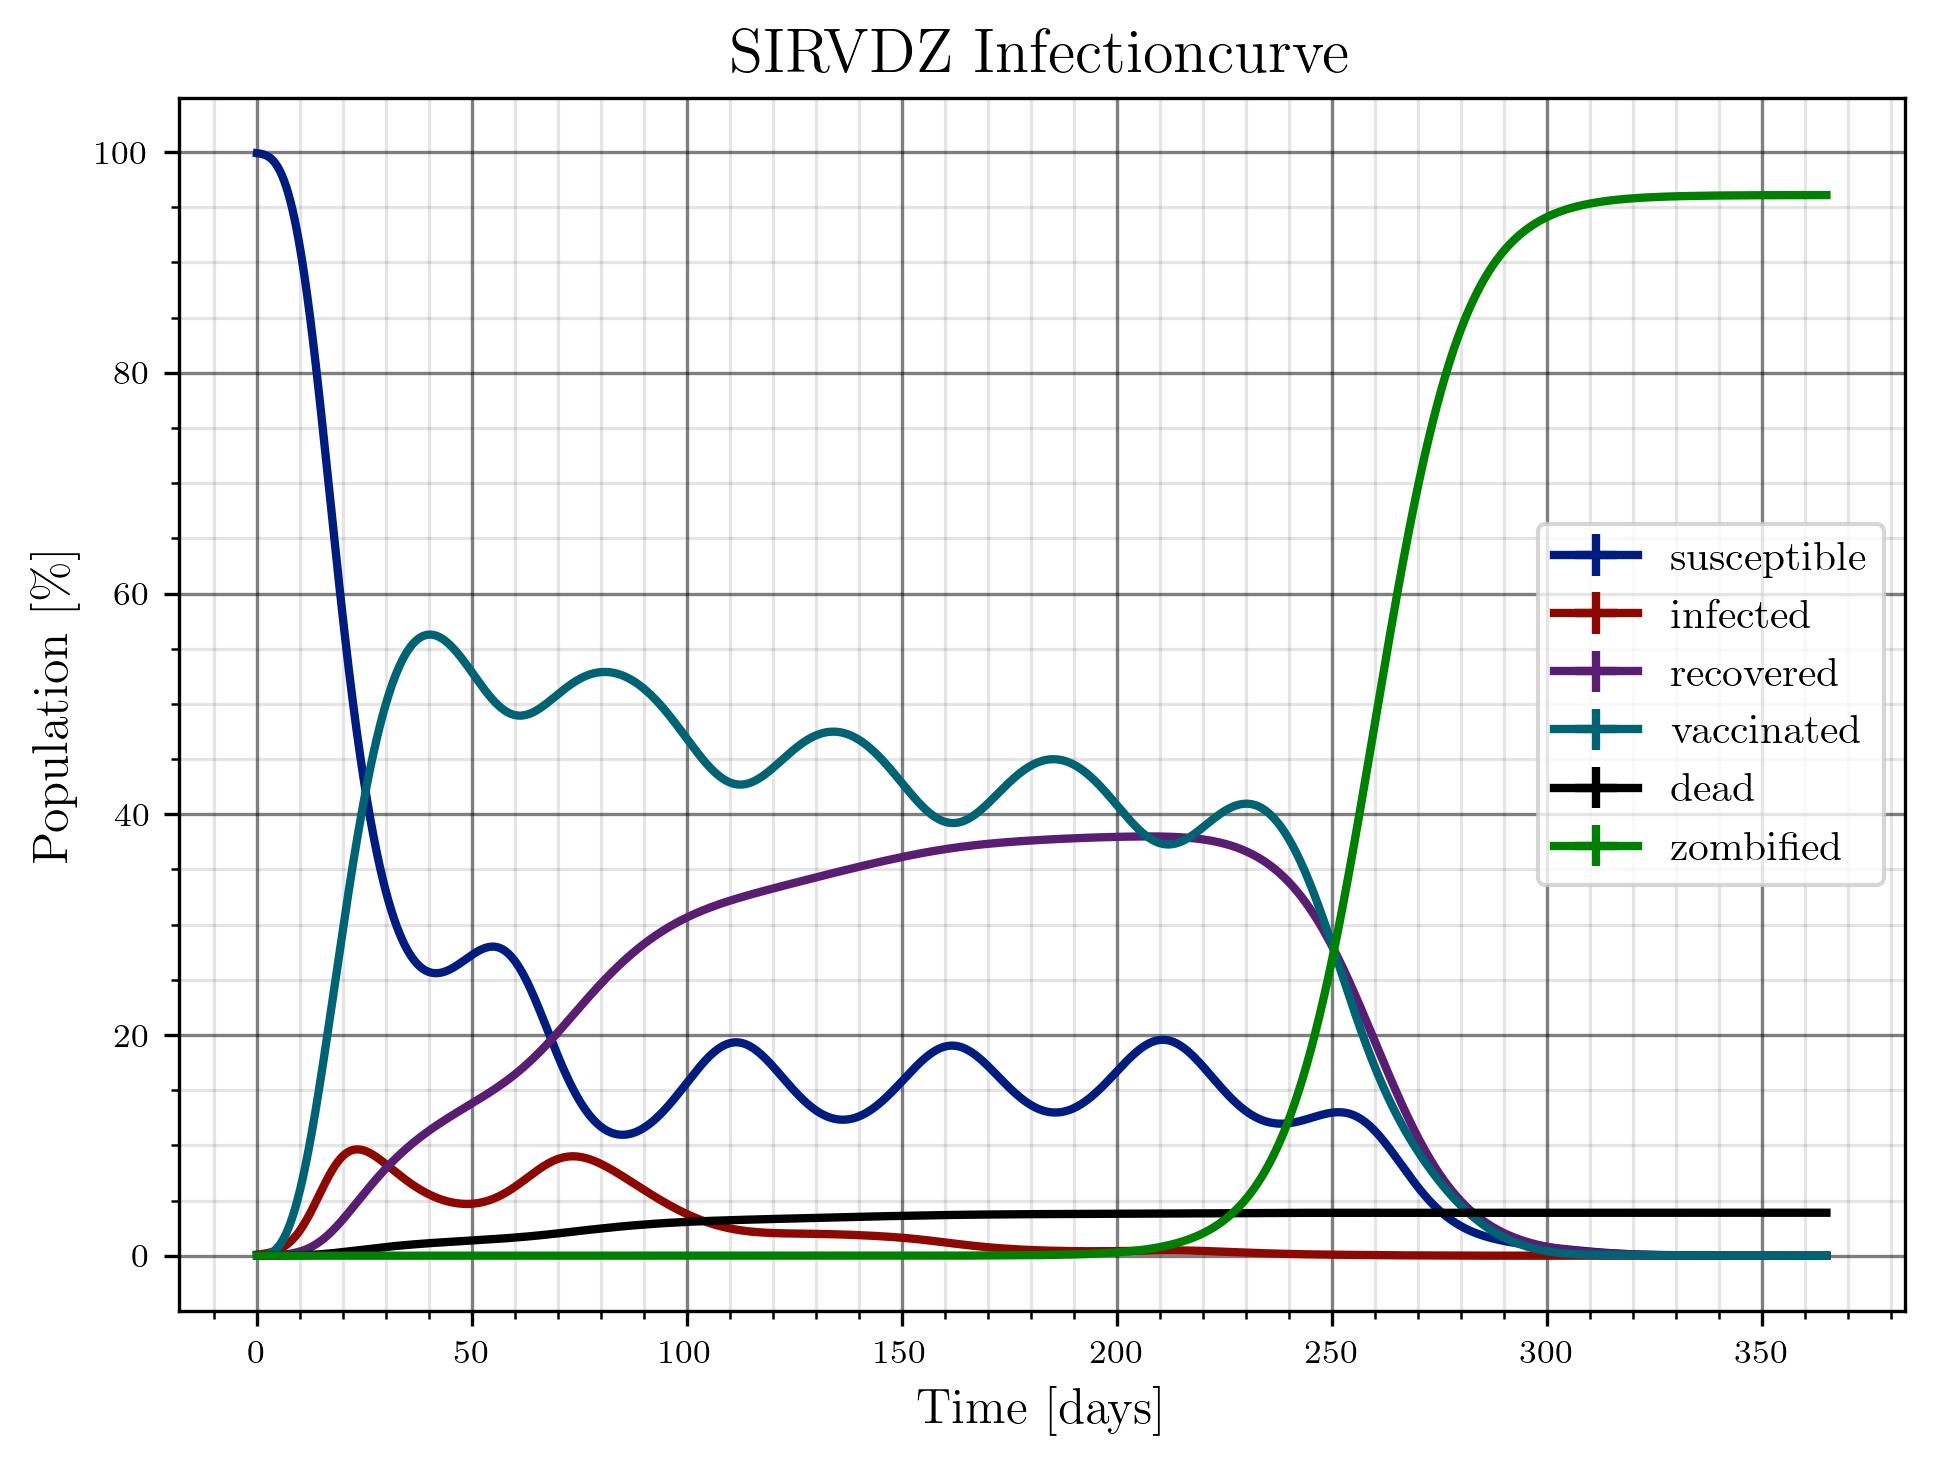 SIRVDZ Infectioncurve
Population [%]
100
80
60
40
20
0
susceptible
infected
recovered
vaccinated
dead
zombified
0 50 100 150 200 250 300 350
Time [days]